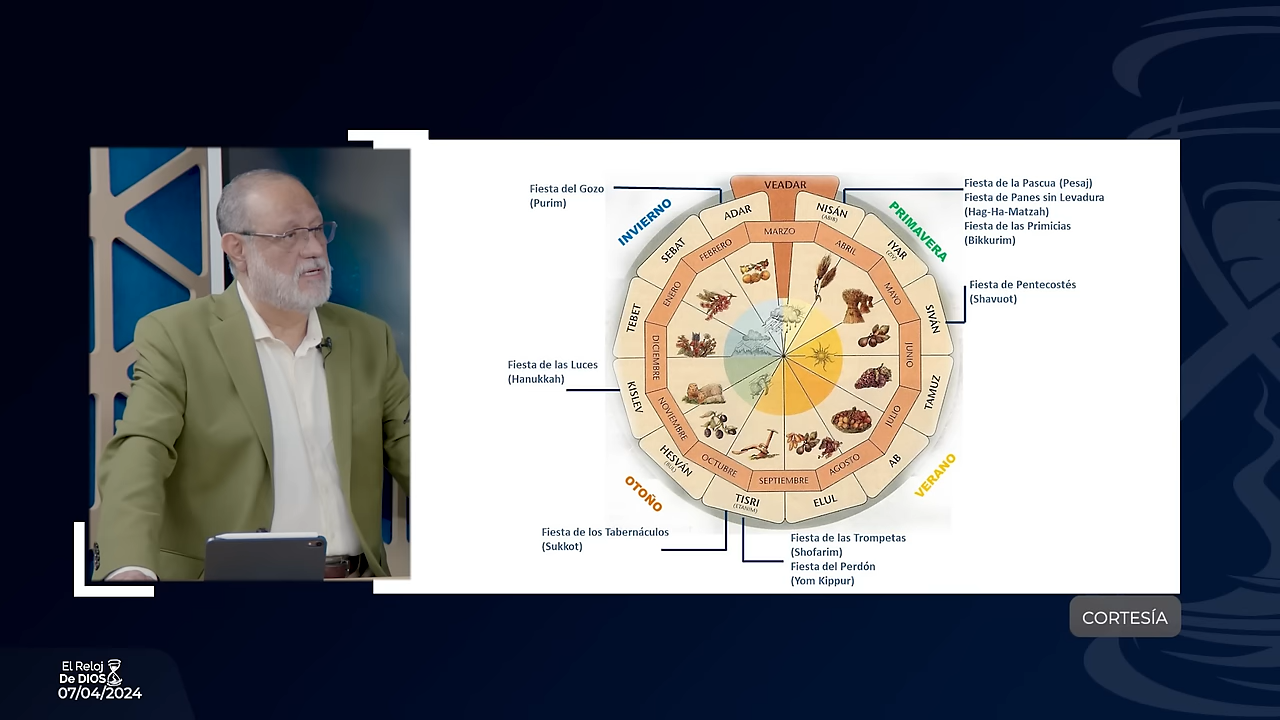 Fiesta del Gozo
(Purim)
INVIERNO
VEADAR
ADAR
NISÁN
(ABIB)
Fiesta de la Pascua (Pesaj)
Fiesta de Panes sin Levadura
(Hag-Ha-Matzah)
Fiesta de las Primicias
(Bikkurim)
PRIMAVERA
SEBAT
FEBRERO
MARZO
ABRIL
IYAR
Fiesta de Pentecostés
(Shavuot)
TEBET
ENERO
MAYO
SIVÁN
DICIEMBRE
JUNIO
Fiesta de las Luces
(Hanukkah)
KISLEV
NOVIEMBRE
JULIO
TAMUZ
HESVÁN
(BUL)
OCTUBRE
SEPTIEMBRE
AGOSTO
AB
OTOÑO
TISRI
(ETANIM)
ELUL
VERANO
Fiesta de los Tabernáculos
(Sukkot)
Fiesta de las Trompetas
(Shofarim)
Fiesta del Perdón
(Yom Kippur)
CORTESÍA
El Reloj
De DIOS
07/04/2024